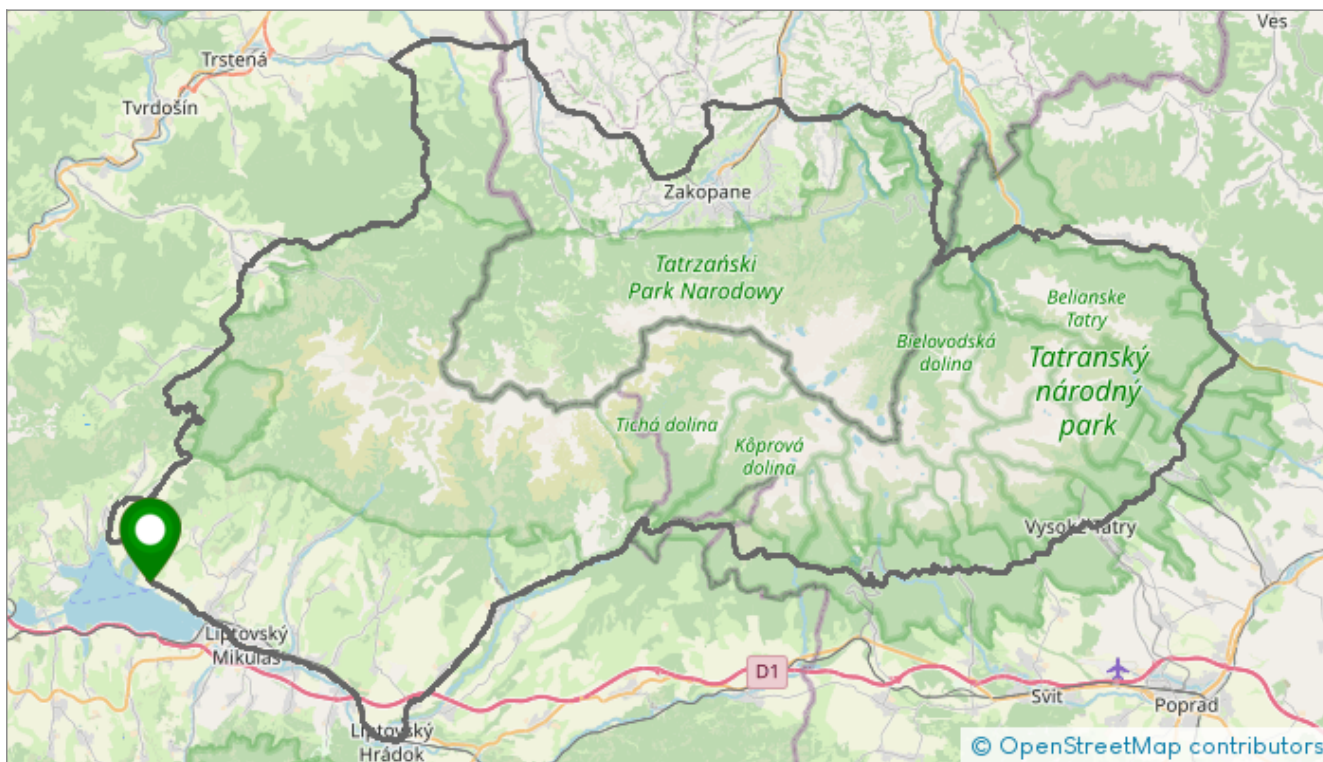 Ves
Trstená
Tvrdošín
Zakopane
Tatrzański
Park Narodowy
Belianske
Tatry
Bielovodská
dolina
Tatranský
národný
park
Tichá dolina
Kôprová
dolina
Vysoké Tatry
Liptovský
Mikuláš
D1
Svit
Poprad
Liptovský
Hrádok
© OpenStreetMap contributors